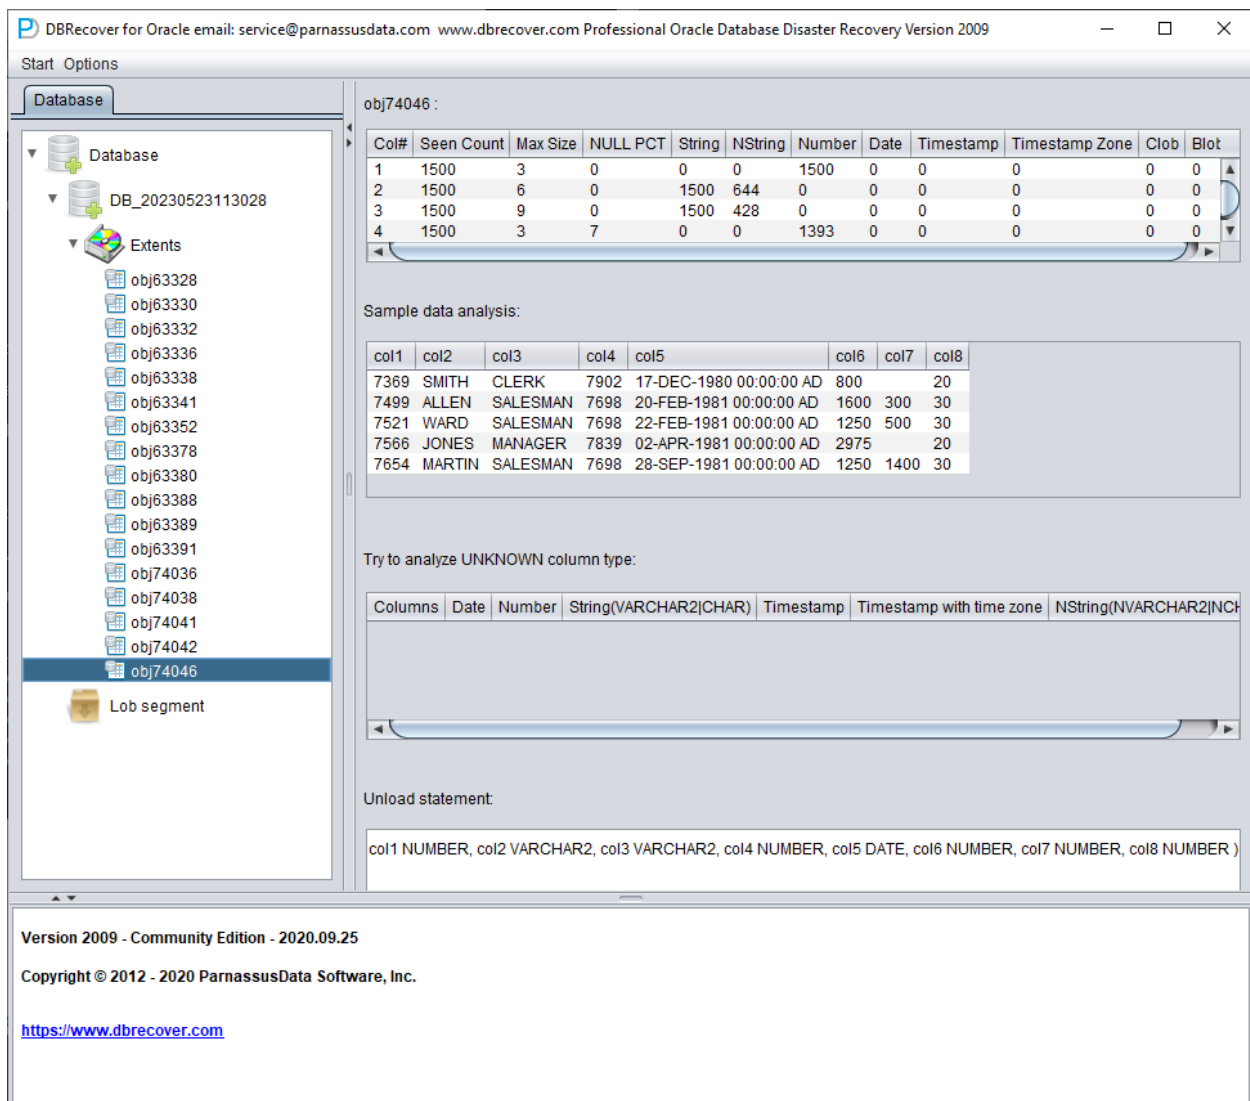 DBRecover for Oracle email: service@parnassusdata.com  www.dbrecover.com Professional Oracle Database Disaster Recovery Version 2009
Start Options
Database
Database
DB_20230523113028
Extents
obj63328
obj63330
obj63332
obj63336
obj63338
obj63341
obj63352
obj63378
obj63380
obj63388
obj63389
obj63391
obj74036
obj74038
obj74041
obj74042
obj74046
Lob segment
obj74046 :
Col# Seen Count Max Size NULL PCT String NString Number Date Timestamp Timestamp Zone Clob Blob
1 1500 3 0 0 0 1500 0 0 0 0 0
2 1500 6 0 1500 644 0 0 0 0 0 0
3 1500 9 0 1500 428 0 0 0 0 0 0
4 1500 3 7 0 0 1393 0 0 0 0 0
Sample data analysis:
col1 col2 col3 col4 col5 col6 col7 col8
7369 SMITH CLERK 7902 17-DEC-1980 00:00:00 AD 800 20
7499 ALLEN SALESMAN 7698 20-FEB-1981 00:00:00 AD 1600 300 30
7521 WARD SALESMAN 7698 22-FEB-1981 00:00:00 AD 1250 500 30
7566 JONES MANAGER 7839 02-APR-1981 00:00:00 AD 2975 20
7654 MARTIN SALESMAN 7698 28-SEP-1981 00:00:00 AD 1250 1400 30
Try to analyze UNKNOWN column type:
Columns Date Number String(VARCHAR2|CHAR) Timestamp Timestamp with time zone NString(NVARCHAR2|NCH
Unload statement:
col1 NUMBER, col2 VARCHAR2, col3 VARCHAR2, col4 NUMBER, col5 DATE, col6 NUMBER, col7 NUMBER, col8 NUMBER )
Version 2009 - Community Edition - 2020.09.25
Copyright © 2012 - 2020 ParnassusData Software, Inc.
https://www.dbrecover.com